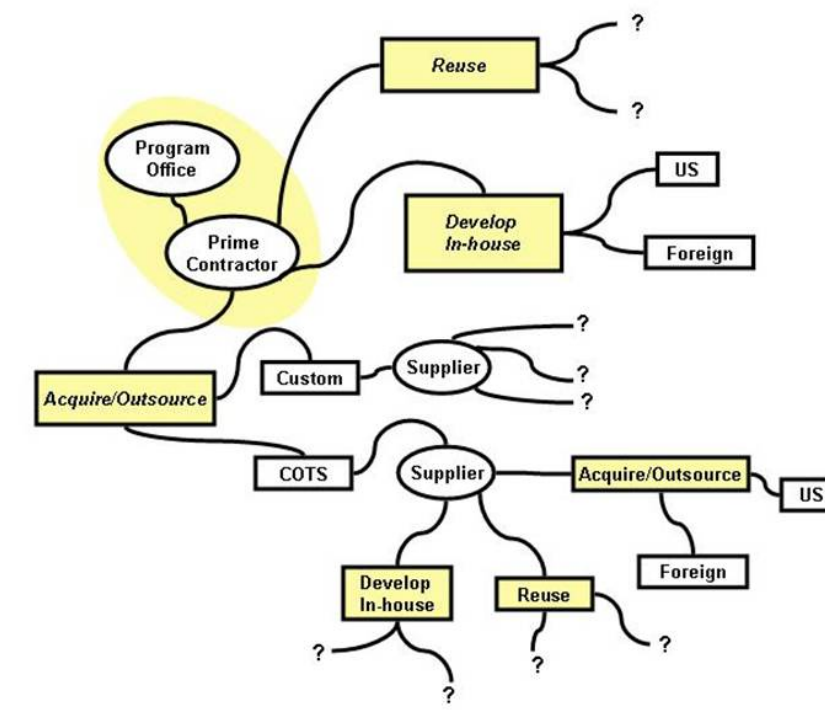 ?
Reuse
?
Program
Office
US
Develop
In-house
Prime
Contractor
Foreign
?
Supplier
?
Custom
?
Acquire/Outsource
COTS
Supplier
Acquire/Outsource
US
Foreign
Develop
In-house
Reuse
?
?
?
?